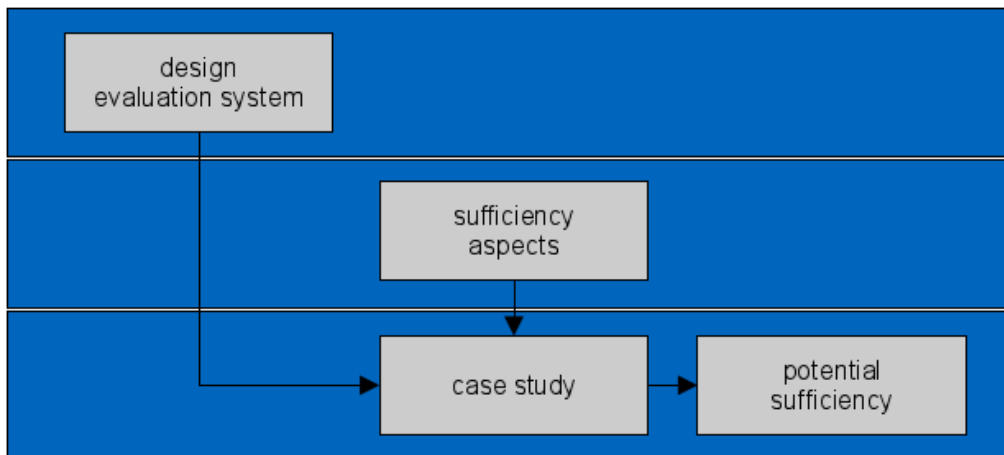 design
evaluation system
sufficiency
aspects
case study
potential
sufficiency